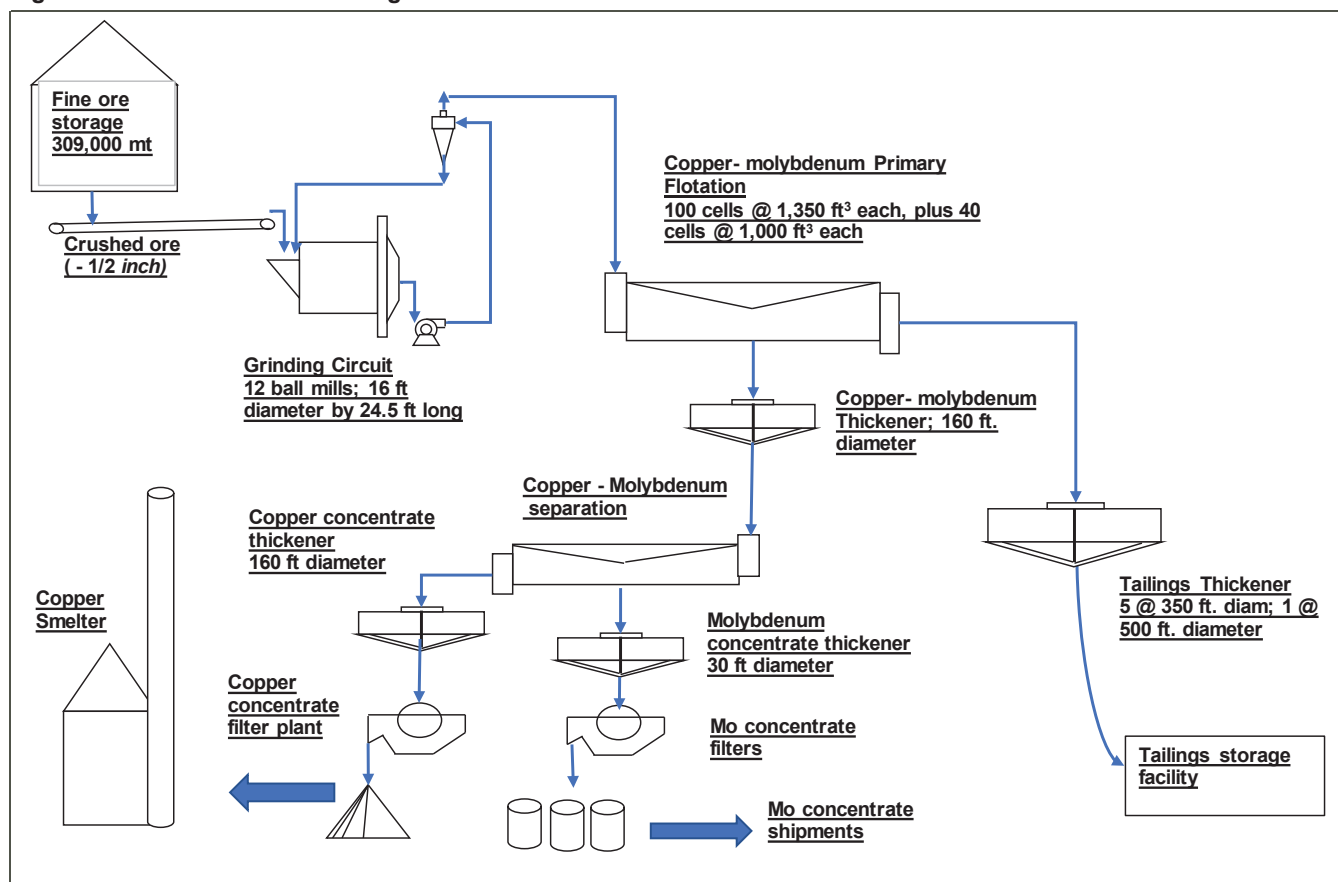 Fine ore
storage
309,000 mt
Crushed ore
( - 1/2 inch)
Grinding Circuit
12 ball mills; 16 ft
diameter by 24.5 ft long
Copper- molybdenum Primary
Flotation
100 cells @ 1,350 ft³ each, plus 40
cells @ 1,000 ft³ each
Copper- molybdenum
Thickener; 160 ft.
diameter
Copper - Molybdenum
separation
Copper concentrate
thickener
160 ft diameter
Tailings Thickener
5 @ 350 ft. diam; 1 @
500 ft. diameter
Copper
Smelter
Molybdenum
concentrate thickener
30 ft diameter
Copper
concentrate
filter plant
Mo concentrate
filters
Tailings storage
facility
Mo concentrate
shipments